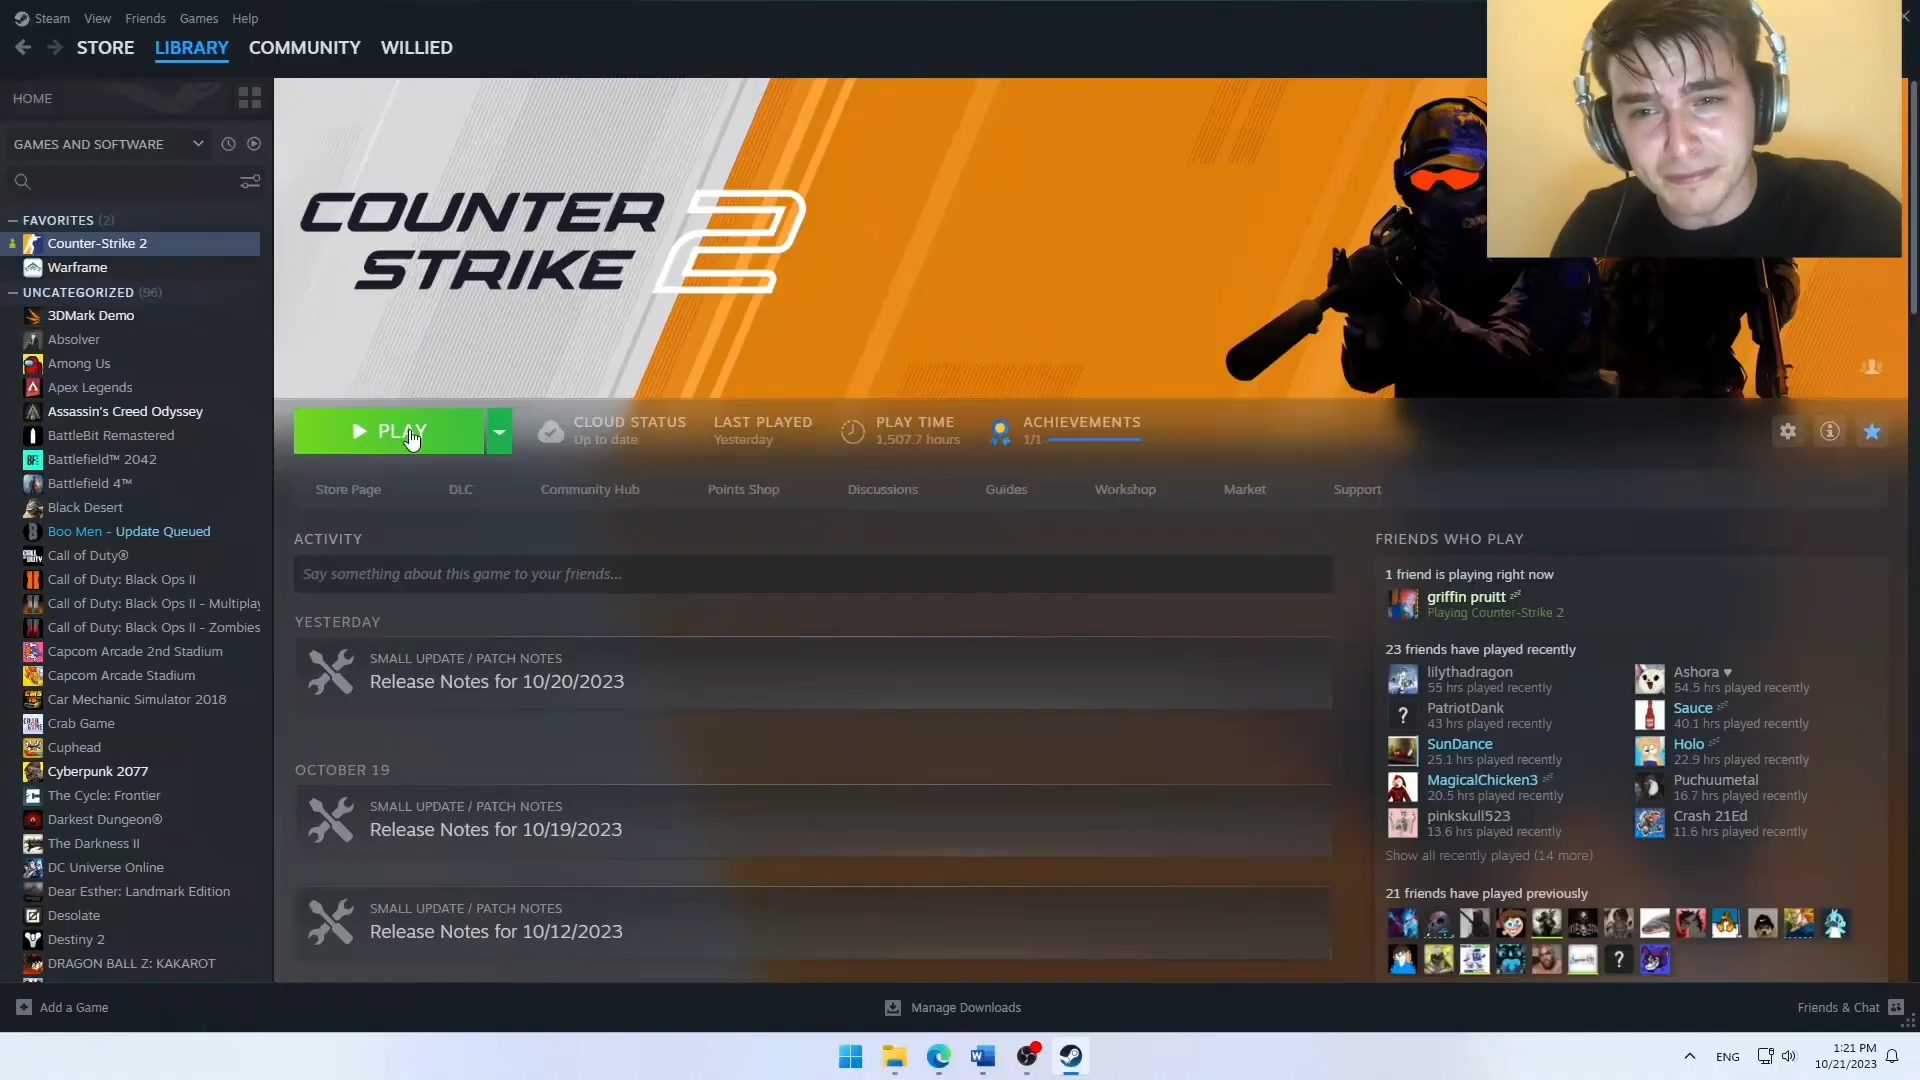 Steam View Friends Games Help
STORE LIBRARY COMMUNITY WILLIED
HOME
GAMES AND SOFTWARE
FAVORITES (2)
Counter-Strike 2
Warframe
UNCATEGORIZED (96)
3DMark Demo
Absolver
Among Us
Apex Legends
Assassin's Creed Odyssey
BattleBit Remastered
Battlefield™ 2042
Battlefield 4™
Black Desert
Boo Men - Update Queued
Call of Duty®
Call of Duty: Black Ops II
Call of Duty: Black Ops II - Multiplay
Call of Duty: Black Ops II - Zombies
Capcom Arcade 2nd Stadium
Capcom Arcade Stadium
Car Mechanic Simulator 2018
Crab Game
Cuphead
Cyberpunk 2077
The Cycle: Frontier
Darkest Dungeon®
The Darkness II
DC Universe Online
Dear Esther: Landmark Edition
Desolate
Destiny 2
DRAGON BALL Z: KAKAROT
Add a Game
COUNTER
STRIKE 2
PLAY
CLOUD STATUS
Up to date
LAST PLAYED
Yesterday
PLAY TIME
1,507.7 hours
ACHIEVEMENTS
1/1
Store Page DLC Community Hub Points Shop Discussions Guides Workshop Market Support
ACTIVITY
Say something about this game to your friends...
YESTERDAY
SMALL UPDATE / PATCH NOTES
Release Notes for 10/20/2023
OCTOBER 19
SMALL UPDATE / PATCH NOTES
Release Notes for 10/19/2023
SMALL UPDATE / PATCH NOTES
Release Notes for 10/12/2023
FRIENDS WHO PLAY
1 friend is playing right now
griffin pruitt zzz
Playing Counter-Strike 2
23 friends have played recently
lilythadragon
55 hrs played recently
Ashora ♥
54.5 hrs played recently
PatriotDank
43 hrs played recently
Sauce zzz
40.1 hrs played recently
SunDance
25.1 hrs played recently
Holo zzz
22.9 hrs played recently
MagicalChicken3 zzz
20.5 hrs played recently
Puchuumetal
16.7 hrs played recently
pinkskull523
13.6 hrs played recently
Crash 21Ed
11.6 hrs played recently
Show all recently played (14 more)
21 friends have played previously
Manage Downloads
Friends & Chat
ENG
1:21 PM
10/21/2023